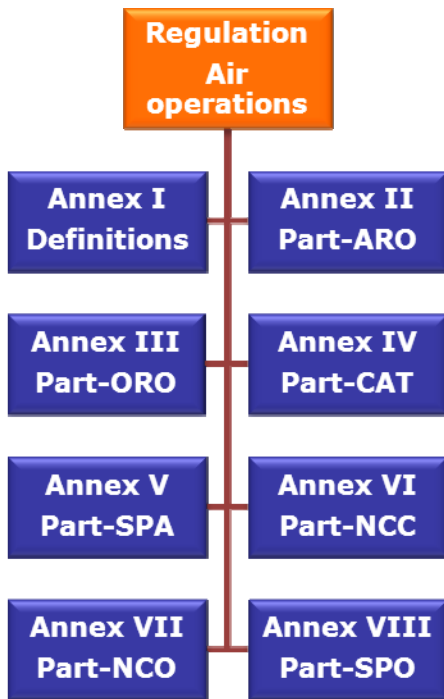 Regulation
Air
operations
Annex I
Definitions
Annex II
Part-ARO
Annex III
Part-ORO
Annex IV
Part-CAT
Annex V
Part-SPA
Annex VI
Part-NCC
Annex VII
Part-NCO
Annex VIII
Part-SPO